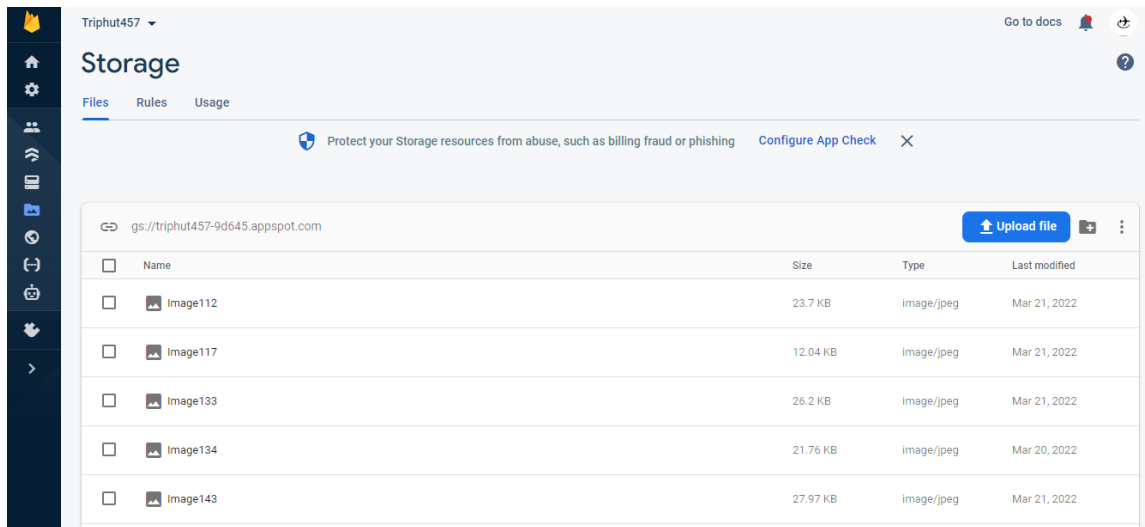 Triphut457 Go to docs
Storage
Files Rules Usage
Protect your Storage resources from abuse, such as billing fraud or phishing Configure App Check
gs://triphut457-9d645.appspot.com Upload file
Name Size Type Last modified
Image112 23.7 KB image/jpeg Mar 21, 2022
Image117 12.04 KB image/jpeg Mar 21, 2022
Image133 26.2 KB image/jpeg Mar 21, 2022
Image134 21.76 KB image/jpeg Mar 20, 2022
Image143 27.97 KB image/jpeg Mar 21, 2022